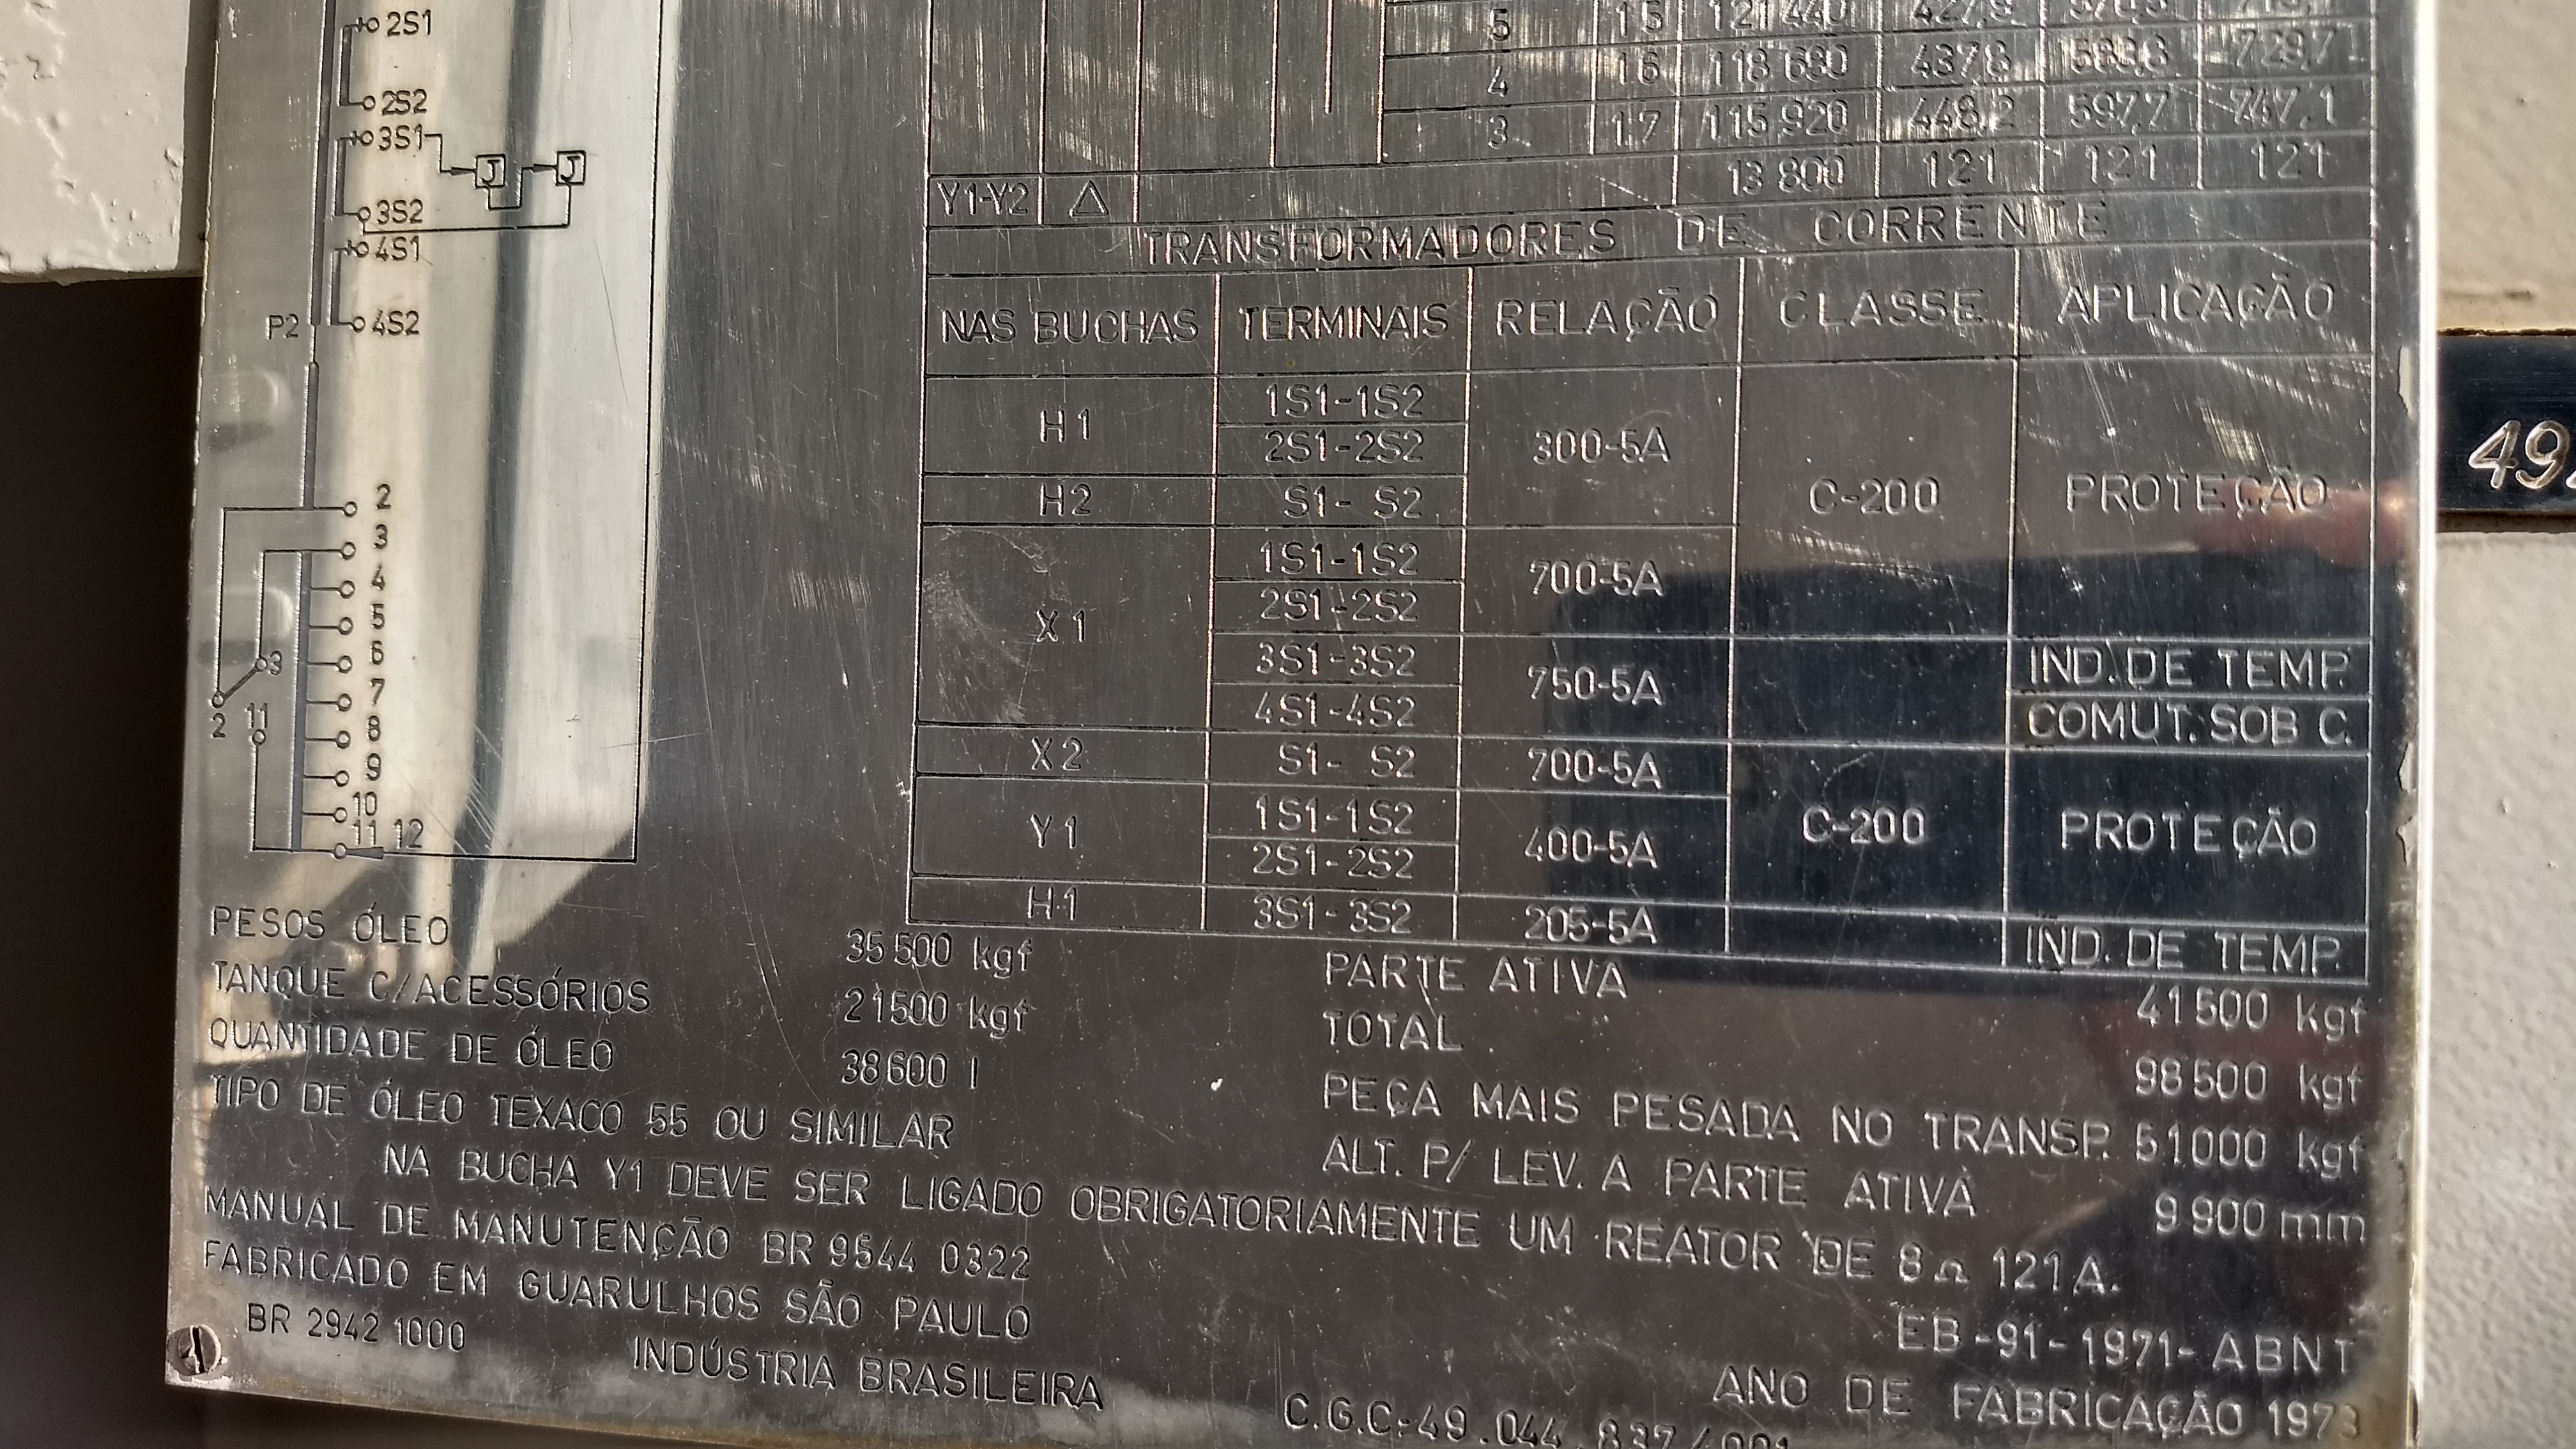 2S1
2S2
3S1
J J
3S2
4S1
P2 4S2
2
3
4
5
6
3
7
2
11
8
9
10
11 12
5 15 121 440 427,8
4 16 118 680 437,8 583,8 729,7
3 17 115 920 448,2 597,7 747,1
Y1-Y2 △ 13 800 121 121 121
TRANSFORMADORES DE CORRENTE
NAS BUCHAS TERMINAIS RELAÇÃO CLASSE APLICAÇÃO
H1 1S1-1S2 300-5A C-200 PROTEÇÃO
2S1-2S2
H2 S1- S2
X1 1S1-1S2 700-5A
2S1-2S2
3S1-3S2 750-5A IND. DE TEMP.
4S1-4S2 COMUT. SOB C.
X2 S1- S2 700-5A C-200 PROTEÇÃO
Y1 1S1-1S2 400-5A
2S1-2S2
H1 3S1-3S2 205-5A IND. DE TEMP.
PESOS ÓLEO 35 500 kgf PARTE ATIVA 41 500 kgf
TANQUE C/ACESSÓRIOS 21500 kgf TOTAL 98 500 kgf
QUANTIDADE DE ÓLEO 38 600 l PEÇA MAIS PESADA NO TRANSP. 51000 kgf
TIPO DE ÓLEO TEXACO 55 OU SIMILAR ALT. P/ LEV. A PARTE ATIVA 9 900 mm
NA BUCHA Y1 DEVE SER LIGADO OBRIGATORIAMENTE UM REATOR DE 8Ω 121 A.
MANUAL DE MANUTENÇÃO BR 9544 0322
FABRICADO EM GUARULHOS SÃO PAULO EB-91-1971-ABNT
BR 2942 1000 INDÚSTRIA BRASILEIRA ANO DE FABRICAÇÃO 1973
C.G.C.-49.044.837/001
49